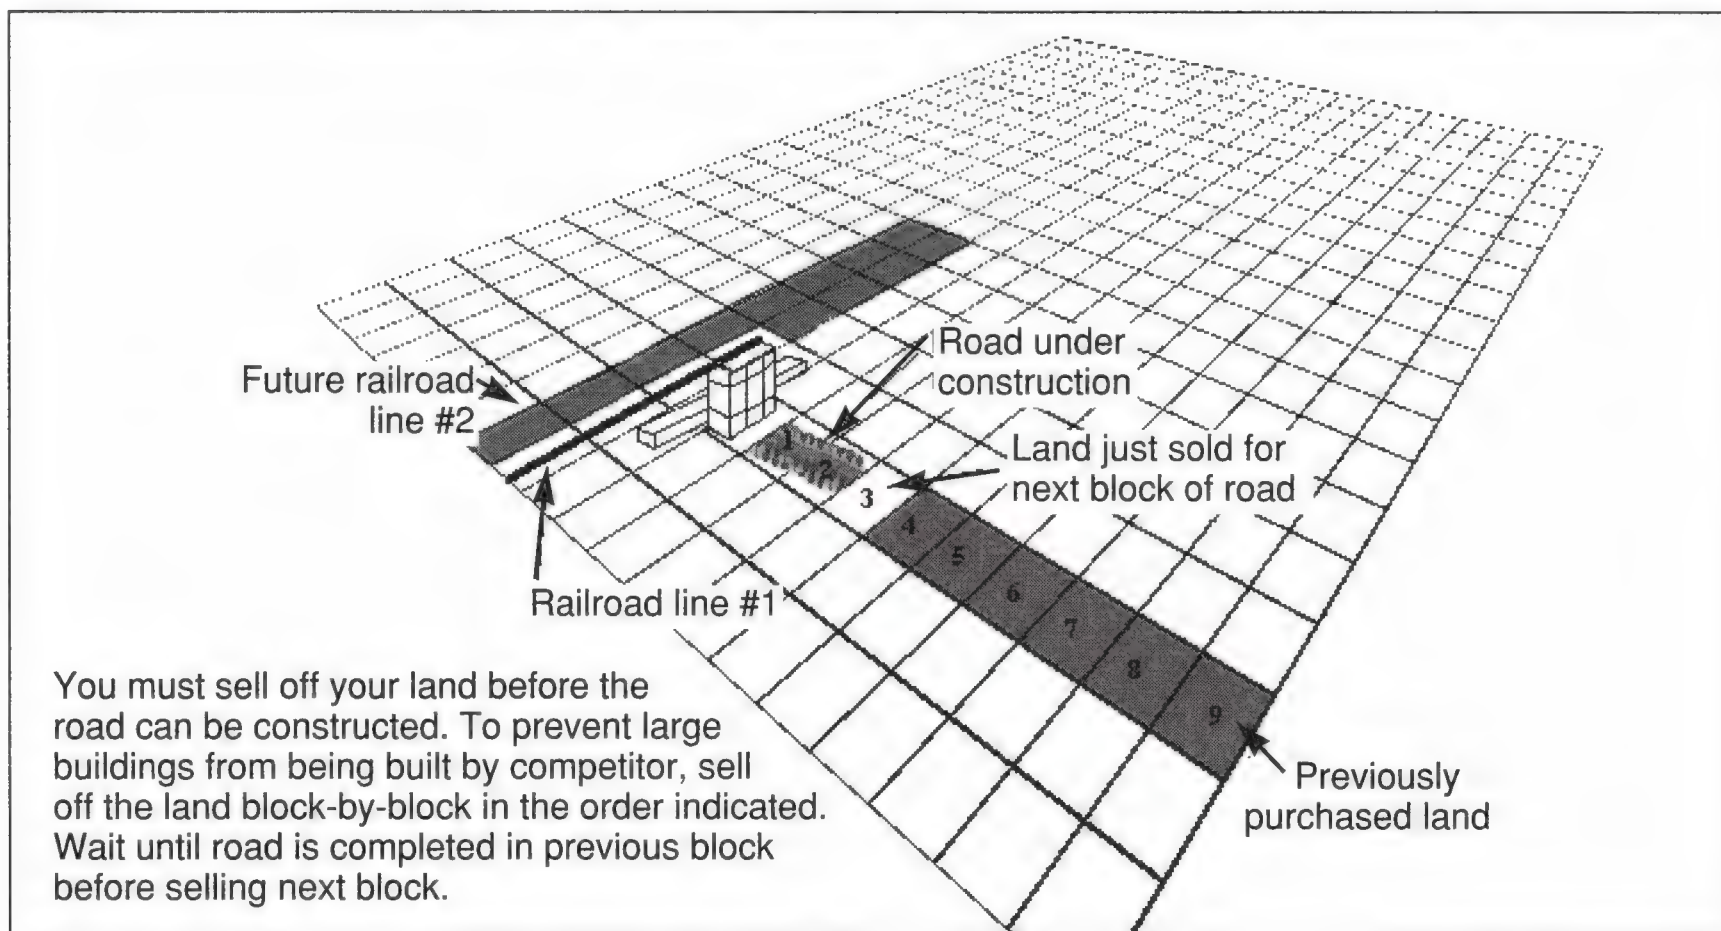 Road under
construction
Future railroad
line #2
Land just sold for
next block of road
1
2
3
4
5
6
7
8
9
Railroad line #1
You must sell off your land before the
road can be constructed. To prevent large
buildings from being built by competitor, sell
off the land block-by-block in the order indicated.
Wait until road is completed in previous block
before selling next block.
Previously
purchased land